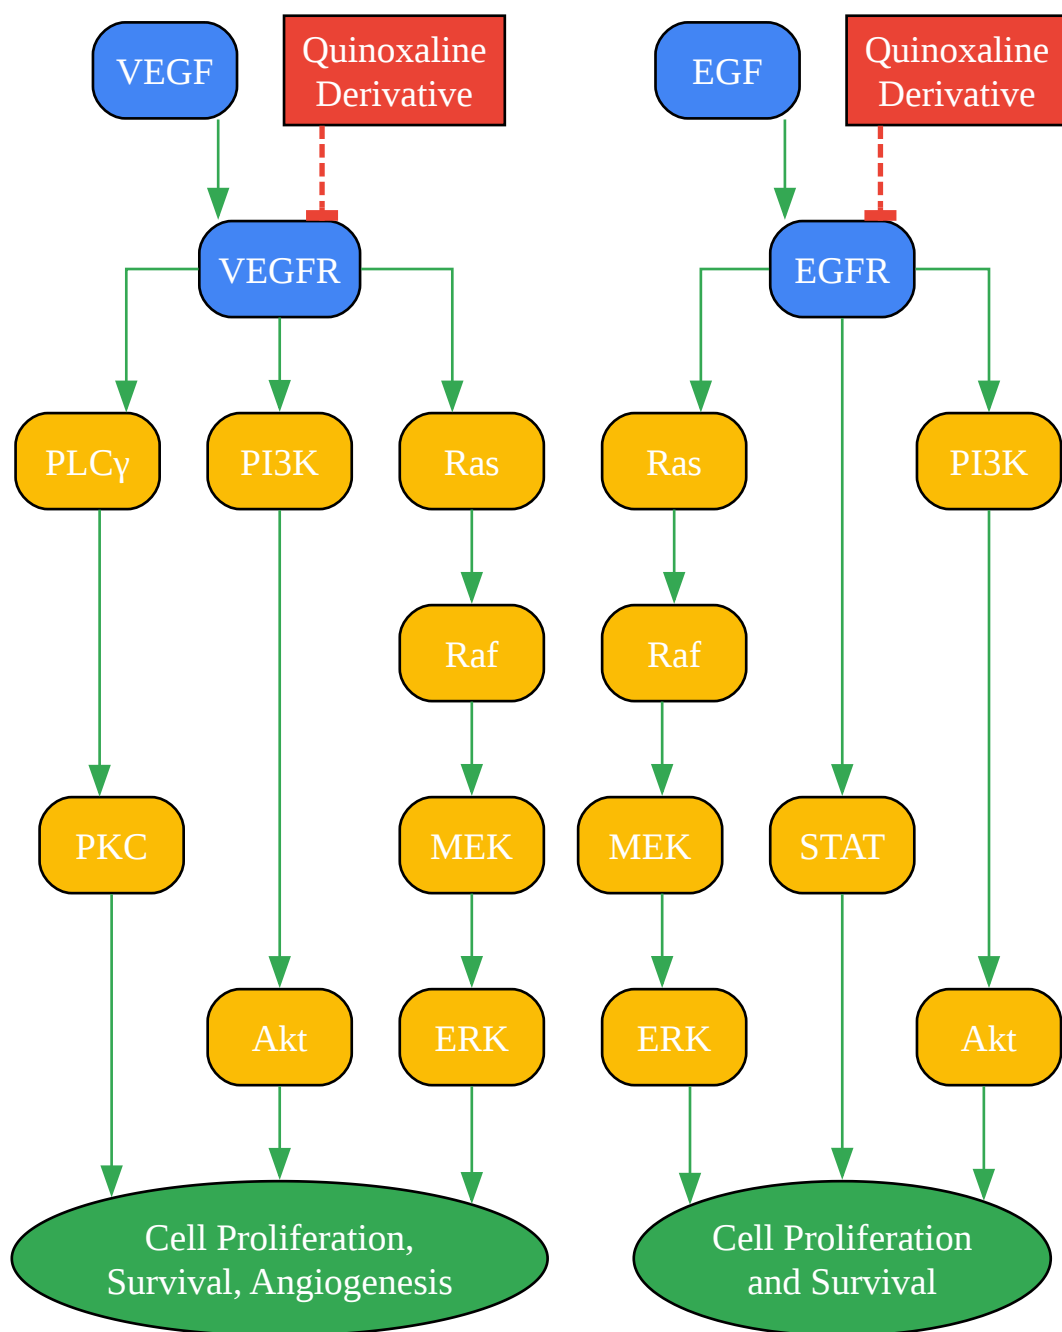 VEGF
Quinoxaline
Derivative
EGF
Quinoxaline
Derivative
VEGFR
EGFR
PLCγ
PI3K
Ras
Ras
PI3K
Raf
Raf
PKC
MEK
MEK
STAT
Akt
ERK
ERK
Akt
Cell Proliferation,
Survival, Angiogenesis
Cell Proliferation
and Survival